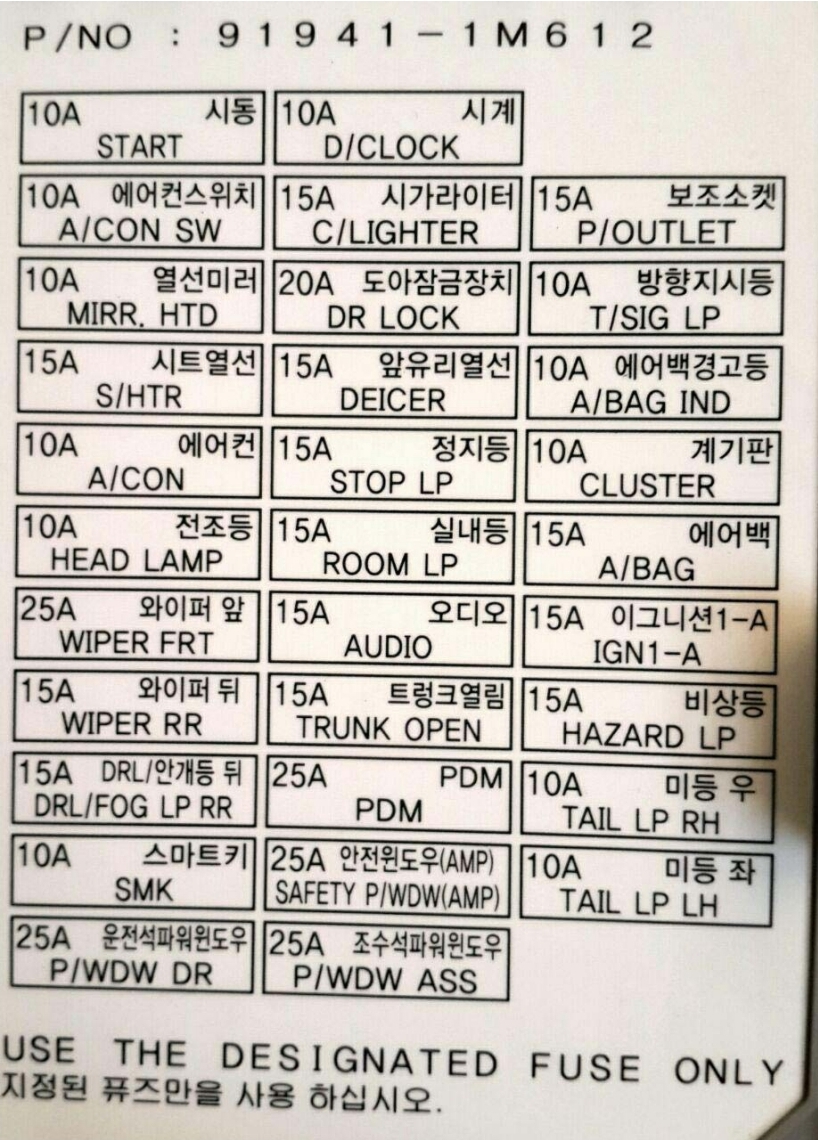 P/NO : 91941-1M612
10A 시동 10A 시계
START D/CLOCK
10A 에어컨스위치 15A 시가라이터 15A 보조소켓
A/CON SW C/LIGHTER P/OUTLET
10A 열선미러 20A 도아잠금장치 10A 방향지시등
MIRR. HTD DR LOCK T/SIG LP
15A 시트열선 15A 앞유리열선 10A 에어백경고등
S/HTR DEICER A/BAG IND
10A 에어컨 15A 정지등 10A 계기판
A/CON STOP LP CLUSTER
10A 전조등 15A 실내등 15A 에어백
HEAD LAMP ROOM LP A/BAG
25A 와이퍼 앞 15A 오디오 15A 이그니션1-A
WIPER FRT AUDIO IGN1-A
15A 와이퍼 뒤 15A 트렁크열림 15A 비상등
WIPER RR TRUNK OPEN HAZARD LP
15A DRL/안개등 뒤 25A PDM 10A 미등 우
DRL/FOG LP RR PDM TAIL LP RH
10A 스마트키 25A 안전윈도우(AMP) 10A 미등 좌
SMK SAFETY P/WDW(AMP) TAIL LP LH
25A 운전석파워윈도우 25A 조수석파워윈도우
P/WDW DR P/WDW ASS
USE THE DESIGNATED FUSE ONLY
지정된 퓨즈만을 사용 하십시오.